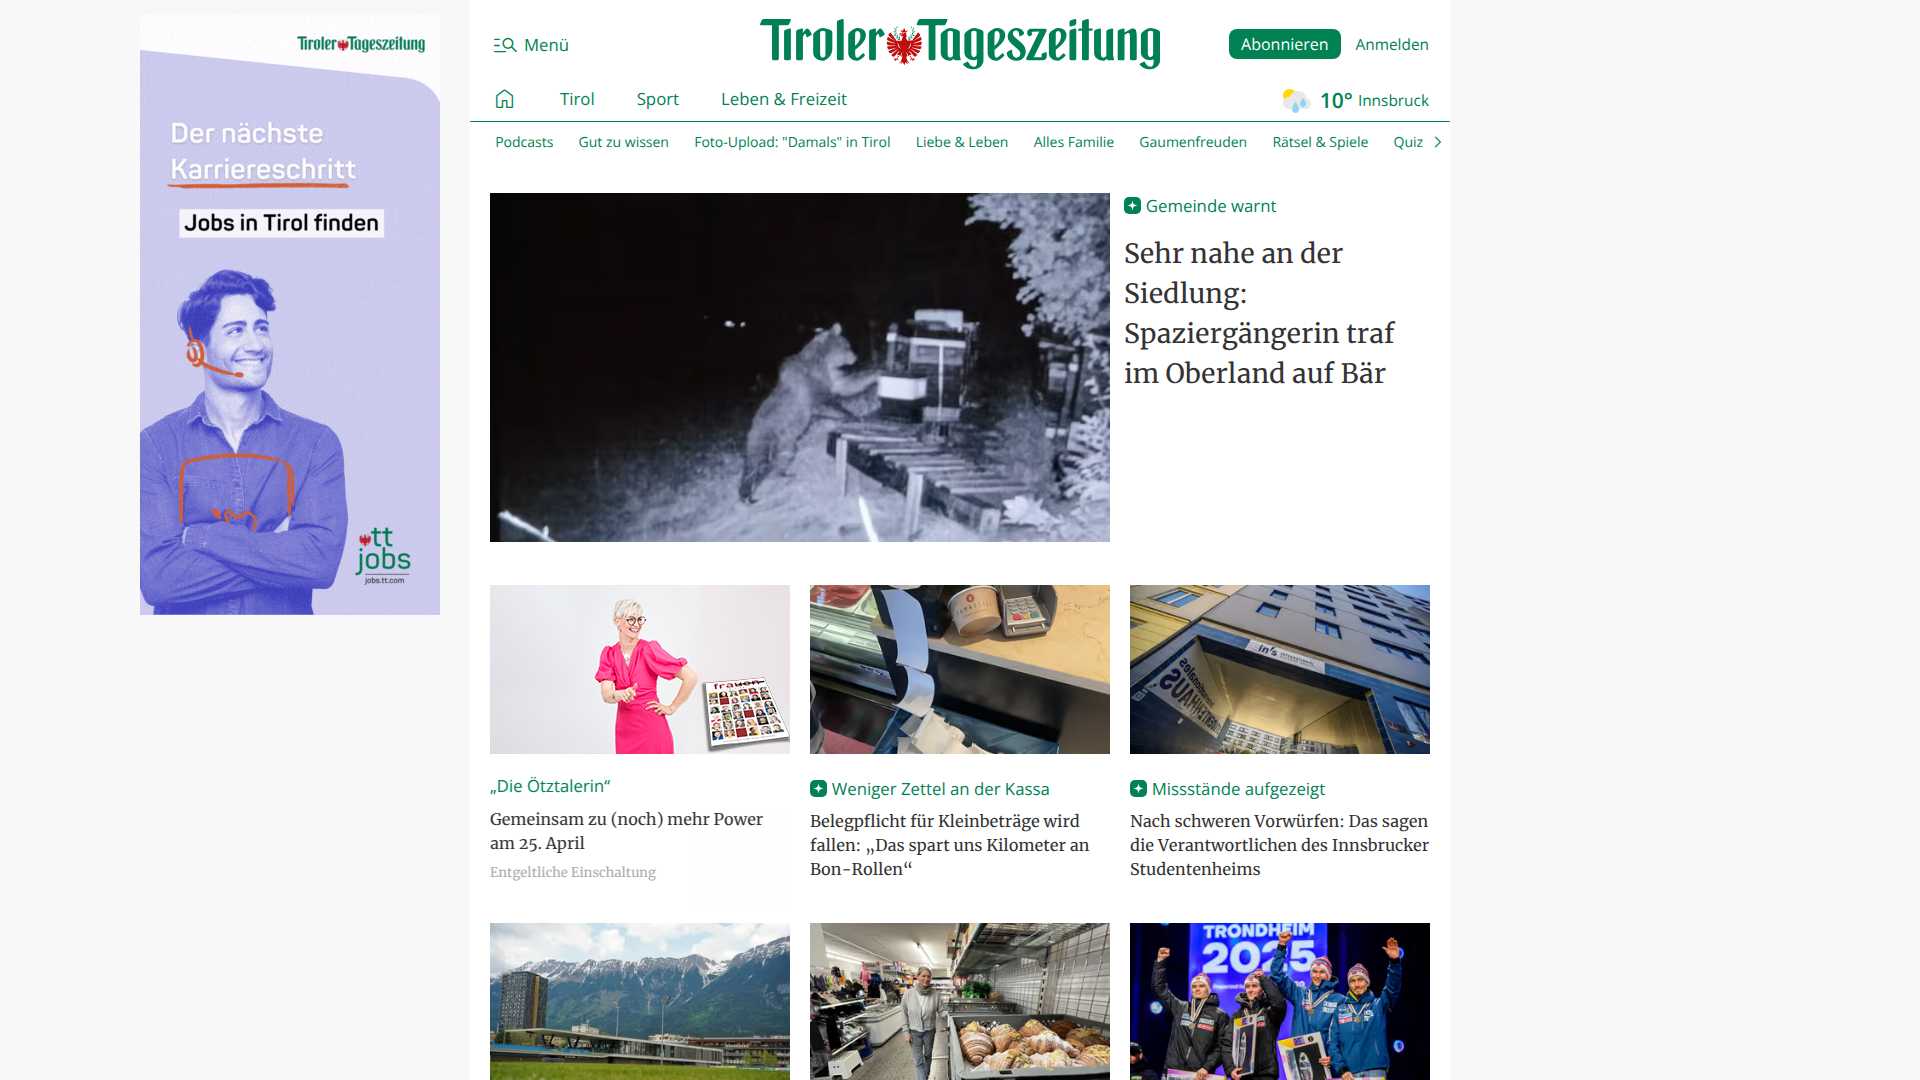 Tiroler Tageszeitung
Der nächste
Karriereschritt
Jobs in Tirol finden
tt
jobs
jobs.tt.com
Menü
Tiroler Tageszeitung
Abonnieren
Anmelden
Tirol
Sport
Leben & Freizeit
10° Innsbruck
Podcasts
Gut zu wissen
Foto-Upload: "Damals" in Tirol
Liebe & Leben
Alles Familie
Gaumenfreuden
Rätsel & Spiele
Quiz
Gemeinde warnt
Sehr nahe an der
Siedlung:
Spaziergängerin traf
im Oberland auf Bär
frauen
in's
INTERNATIONAL
„Die Ötztalerin“
Gemeinsam zu (noch) mehr Power
am 25. April
Entgeltliche Einschaltung
Weniger Zettel an der Kassa
Belegpflicht für Kleinbeträge wird
fallen: „Das spart uns Kilometer an
Bon-Rollen“
Missstände aufgezeigt
Nach schweren Vorwürfen: Das sagen
die Verantwortlichen des Innsbrucker
Studentenheims
TRONDHEIM
2025